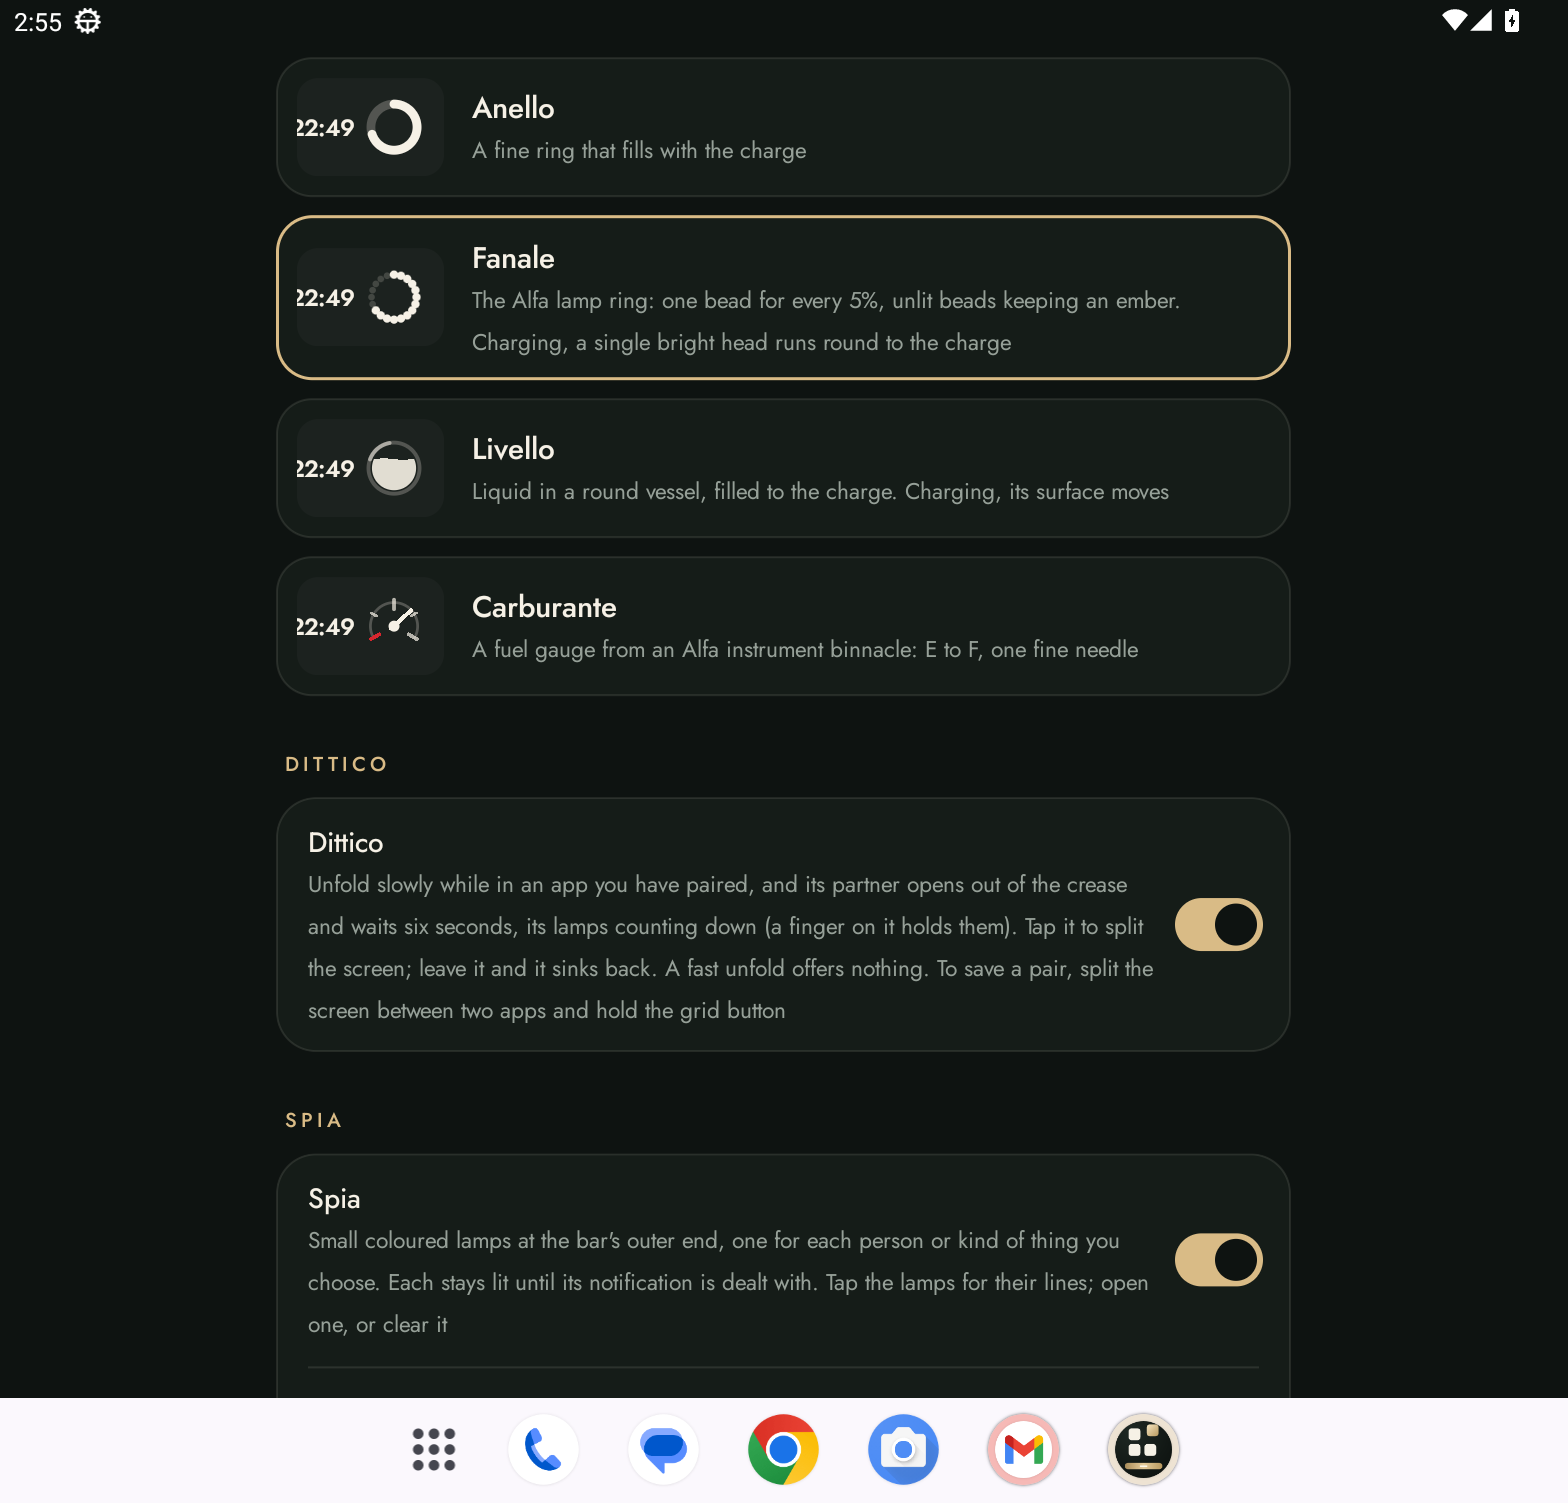 2:55
22:49
Anello
A fine ring that fills with the charge
22:49
Fanale
The Alfa lamp ring: one bead for every 5%, unlit beads keeping an ember.
Charging, a single bright head runs round to the charge
22:49
Livello
Liquid in a round vessel, filled to the charge. Charging, its surface moves
22:49
Carburante
A fuel gauge from an Alfa instrument binnacle: E to F, one fine needle
DITTICO
Dittico
Unfold slowly while in an app you have paired, and its partner opens out of the crease
and waits six seconds, its lamps counting down (a finger on it holds them). Tap it to split
the screen; leave it and it sinks back. A fast unfold offers nothing. To save a pair, split the
screen between two apps and hold the grid button
SPIA
Spia
Small coloured lamps at the bar's outer end, one for each person or kind of thing you
choose. Each stays lit until its notification is dealt with. Tap the lamps for their lines; open
one, or clear it